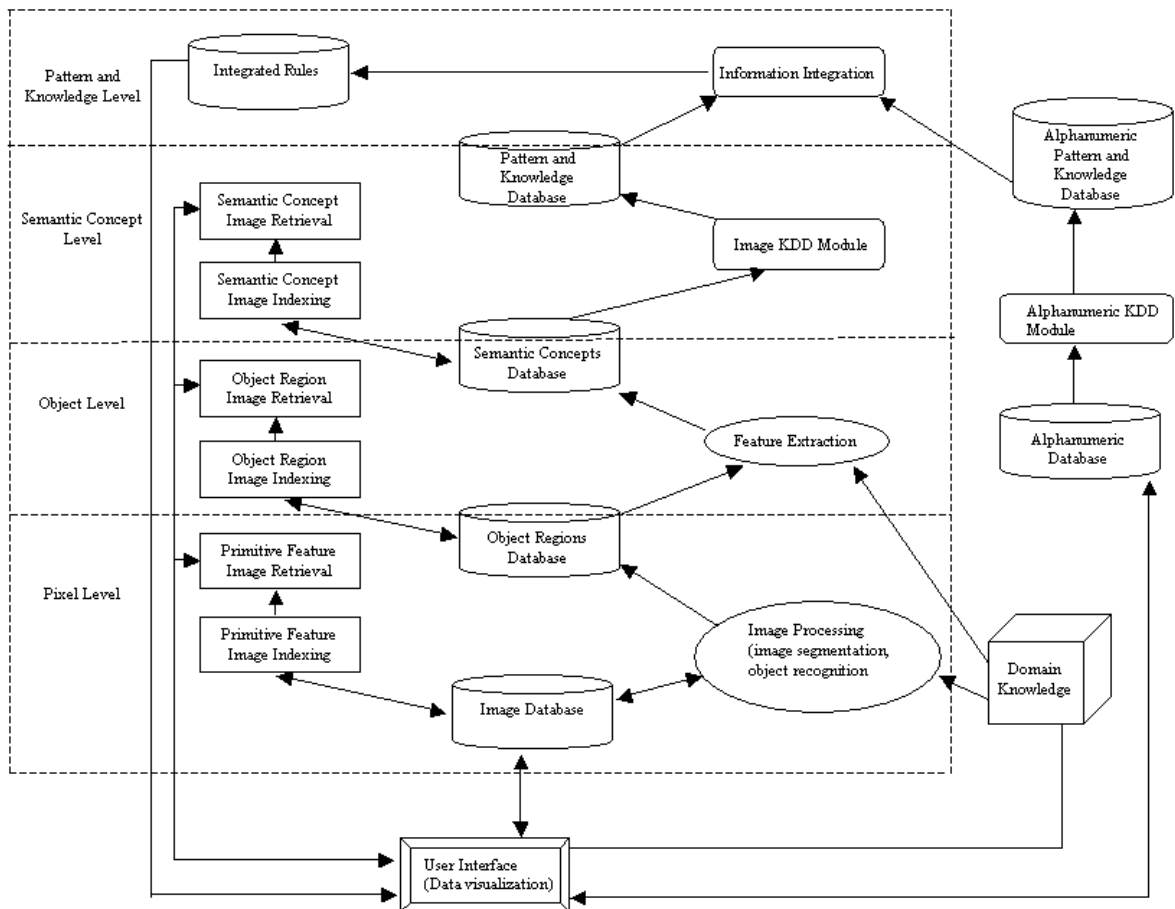 Pattern and
Knowledge Level
Integrated Rules
Information Integration
Alphanumeric
Pattern and
Knowledge
Database
Pattern and
Knowledge
Database
Semantic Concept
Level
Semantic Concept
Image Retrieval
Image KDD Module
Semantic Concept
Image Indexing
Alphanumeric KDD
Module
Semantic Concepts
Database
Object Level
Object Region
Image Retrieval
Feature Extraction
Alphanumeric
Database
Object Region
Image Indexing
Object Regions
Database
Pixel Level
Primitive Feature
Image Retrieval
Primitive Feature
Image Indexing
Image Processing
(image segmentation,
object recognition
Domain
Knowledge
Image Database
User Interface
(Data visualization)